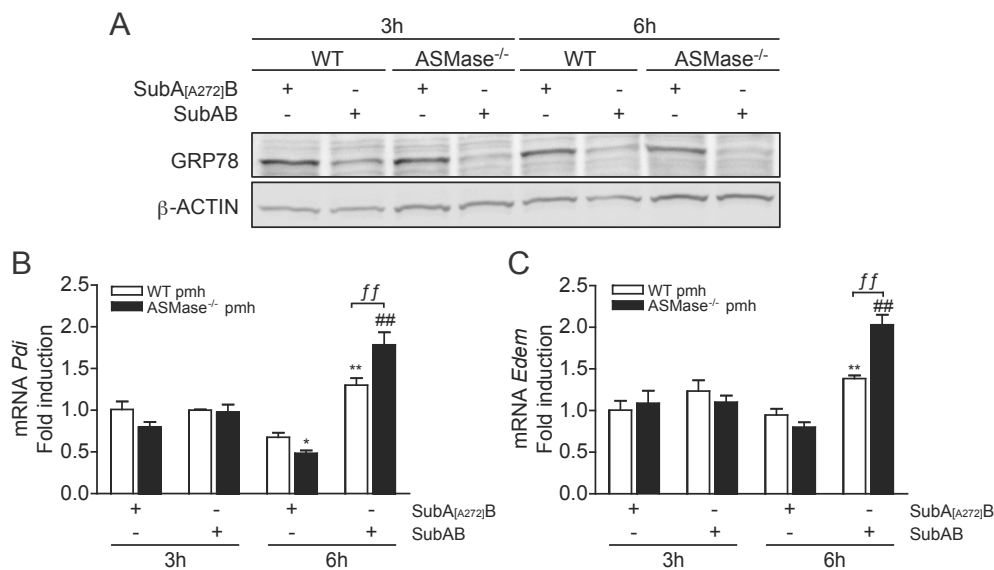 A
3h 6h
WT ASMase-/- WT ASMase-/-
SubA[A272]B + - + - + - + -
SubAB - + - + - + - +
GRP78
β-ACTIN
B
WT pmh
ASMase-/- pmh
mRNA Pdi
Fold induction
2.5
2.0
1.5
1.0
0.5
0.0
*
**
ƒƒ
##
+ - + - SubA[A272]B
- + - + SubAB
3h 6h
C
WT pmh
ASMase-/- pmh
mRNA Edem
Fold induction
2.5
2.0
1.5
1.0
0.5
0.0
**
ƒƒ
##
+ - + - SubA[A272]B
- + - + SubAB
3h 6h